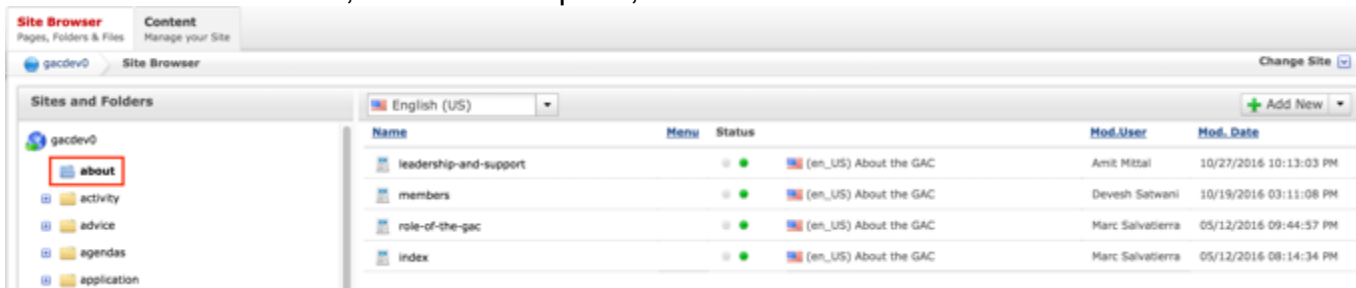 Site Browser
Content
Pages, Folders & Files
Manage your Site
gacdev0
Site Browser
Change Site
Sites and Folders
English (US)
Add New
gacdev0
about
activity
advice
agendas
application
Name Menu Status Mod.User Mod. Date
leadership-and-support (en_US) About the GAC Amit Mittal 10/27/2016 10:13:03 PM
members (en_US) About the GAC Devesh Satwani 10/19/2016 03:11:08 PM
role-of-the-gac (en_US) About the GAC Marc Salvatierra 05/12/2016 09:44:57 PM
index (en_US) About the GAC Marc Salvatierra 05/12/2016 08:14:34 PM